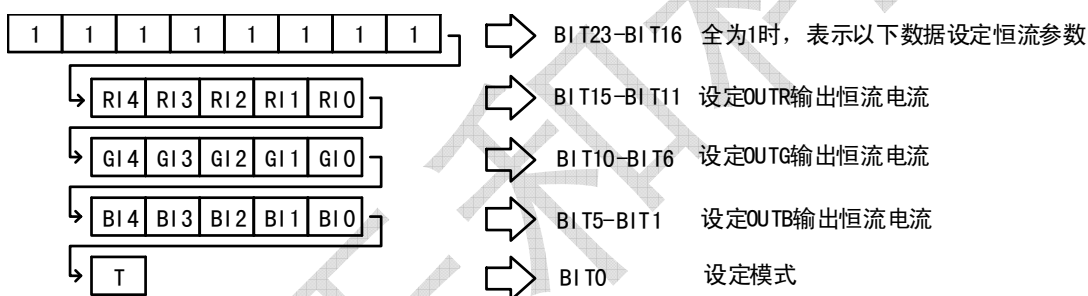 1 1 1 1 1 1 1 1 BIT23-BIT16 全为1时，表示以下数据设定恒流参数
RI4 RI3 RI2 RI1 RI0 BIT15-BIT11 设定OUTR输出恒流电流
GI4 GI3 GI2 GI1 GI0 BIT10-BIT6 设定OUTG输出恒流电流
BI4 BI3 BI2 BI1 BI0 BIT5-BIT1 设定OUTB输出恒流电流
T BIT0 设定模式